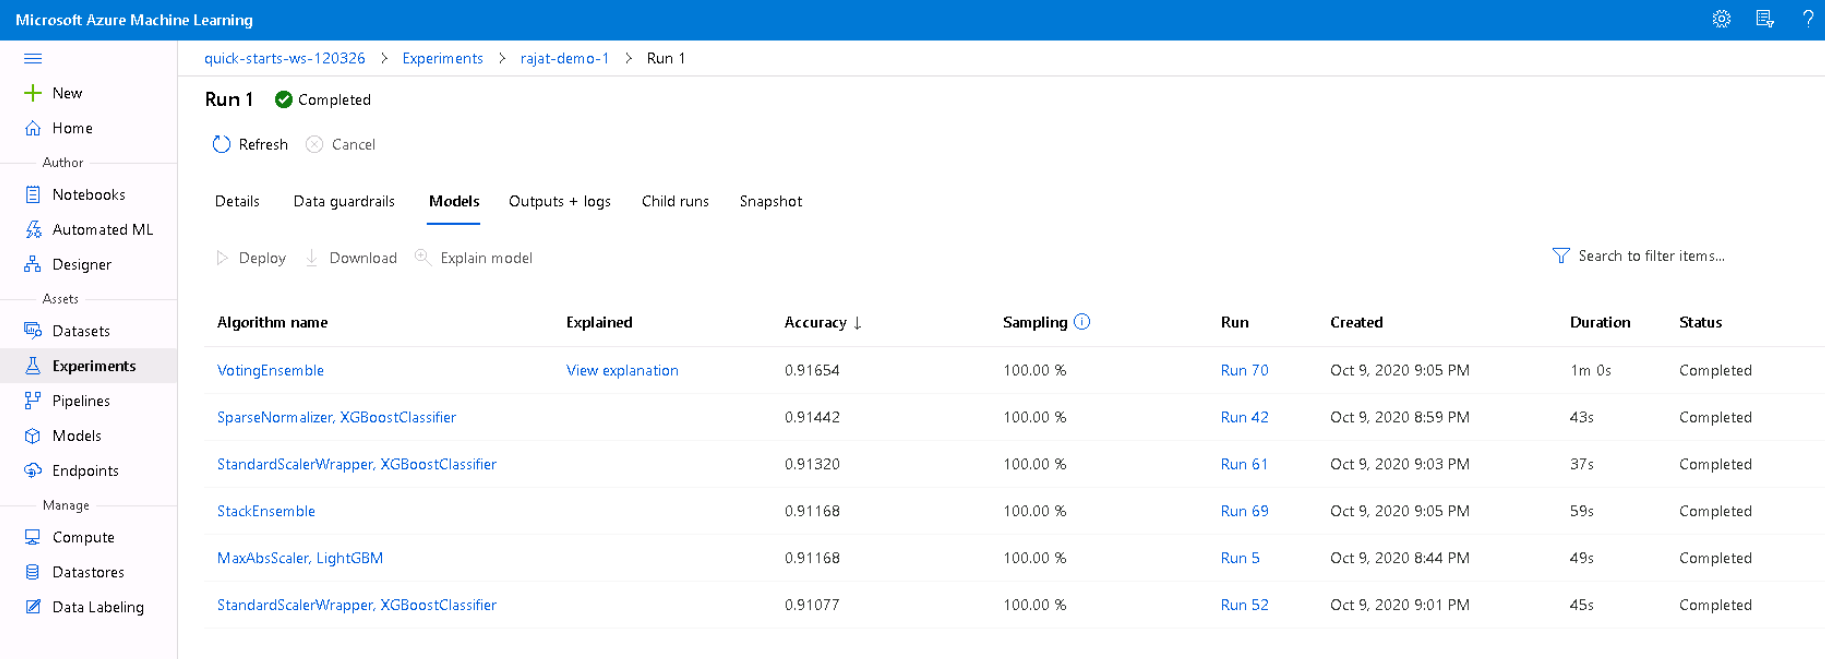 Microsoft Azure Machine Learning
?
quick-starts-ws-120326 > Experiments > rajat-demo-1 > Run 1
New
Home
Author
Notebooks
Automated ML
Designer
Assets
Datasets
Experiments
Pipelines
Models
Endpoints
Manage
Compute
Datastores
Data Labeling
Run 1 Completed
Refresh Cancel
Details Data guardrails Models Outputs + logs Child runs Snapshot
Deploy Download Explain model Search to filter items...
Algorithm name Explained Accuracy ↓ Sampling Run Created Duration Status
VotingEnsemble View explanation 0.91654 100.00 % Run 70 Oct 9, 2020 9:05 PM 1m 0s Completed
SparseNormalizer, XGBoostClassifier 0.91442 100.00 % Run 42 Oct 9, 2020 8:59 PM 43s Completed
StandardScalerWrapper, XGBoostClassifier 0.91320 100.00 % Run 61 Oct 9, 2020 9:03 PM 37s Completed
StackEnsemble 0.91168 100.00 % Run 69 Oct 9, 2020 9:05 PM 59s Completed
MaxAbsScaler, LightGBM 0.91168 100.00 % Run 5 Oct 9, 2020 8:44 PM 49s Completed
StandardScalerWrapper, XGBoostClassifier 0.91077 100.00 % Run 52 Oct 9, 2020 9:01 PM 45s Completed